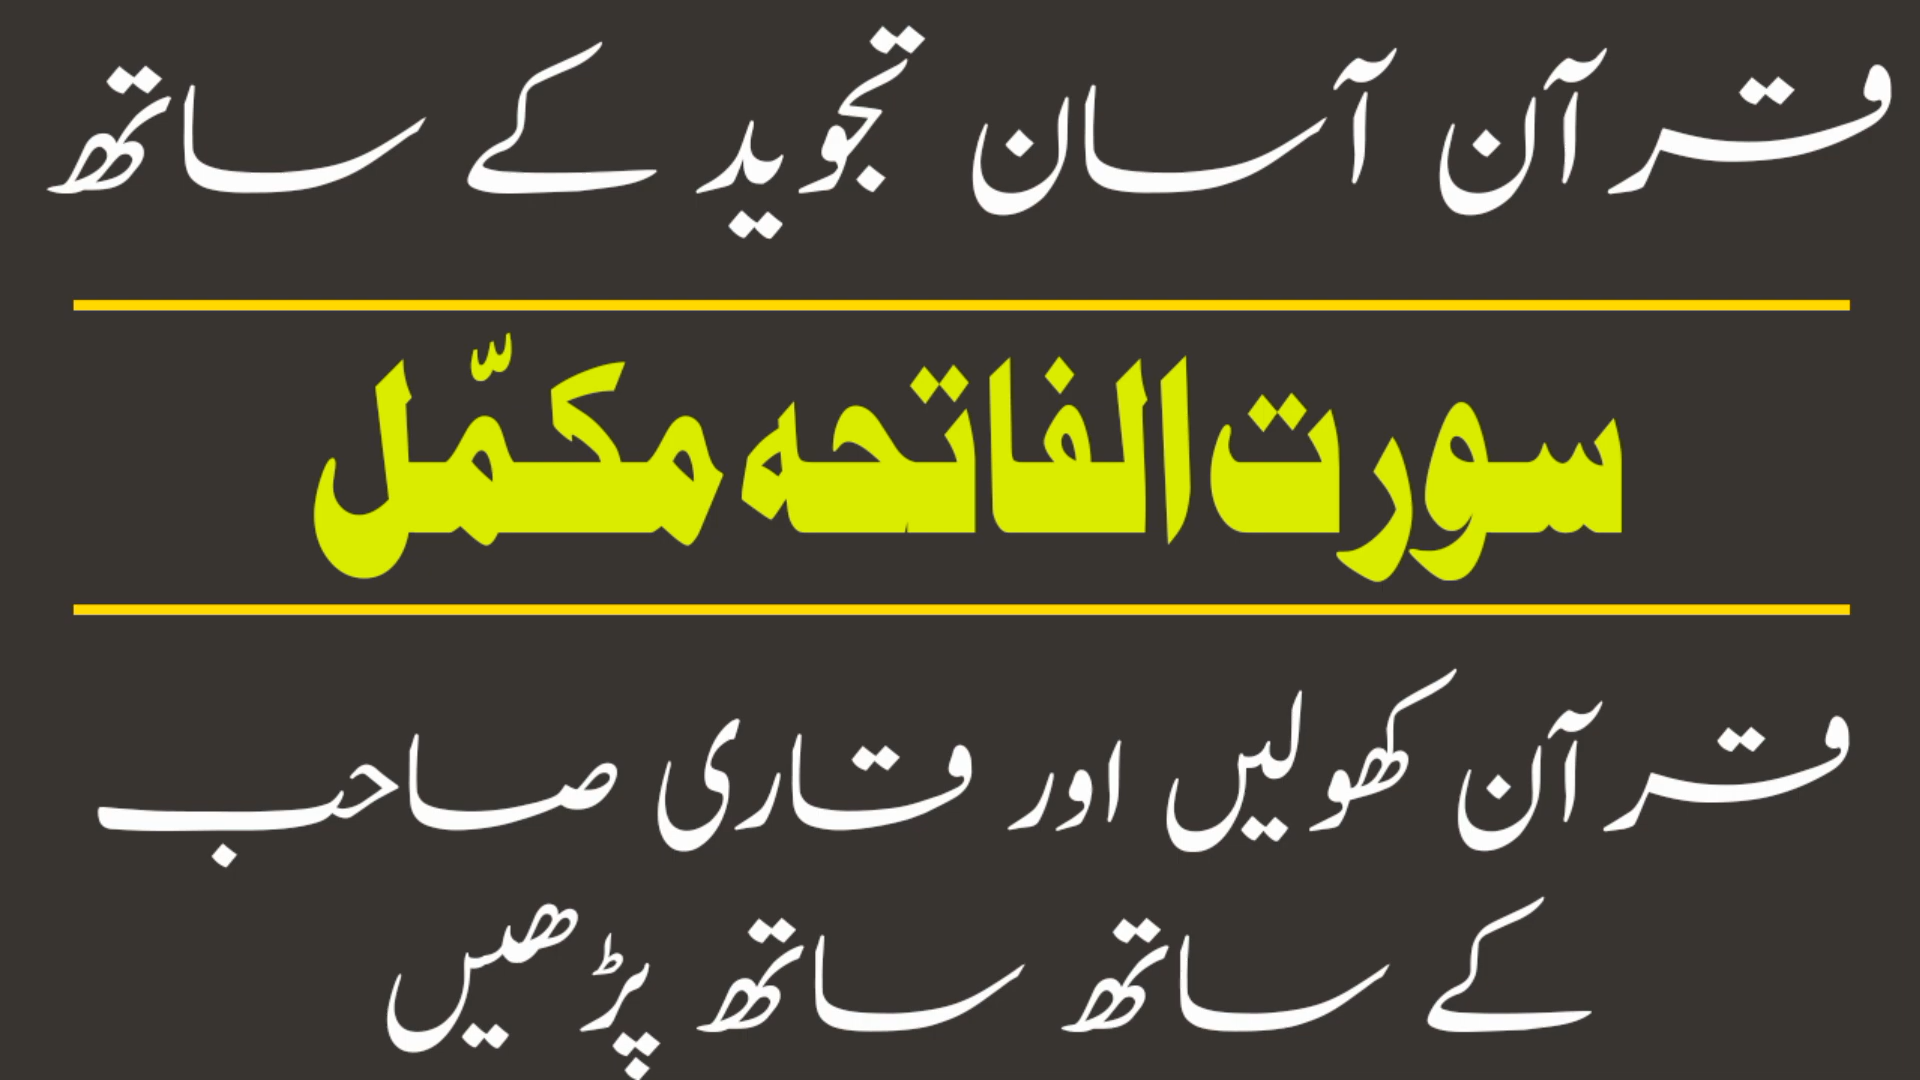 قرآن آسان تجوید کے ساتھ
سورت الفاتحہ مکمّل
قرآن کھولیں اور قاری صاحب
کے ساتھ ساتھ پڑھیں